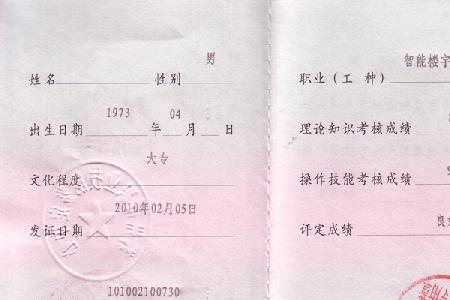 男
姓名 性别
1973 04
出生日期 年 月 日
大专
文化程度
2010年02月05日
发证日期
101002100730
智能楼宇
职业（工 种）
理论知识考核成绩
操作技能考核成绩
良
评定成绩